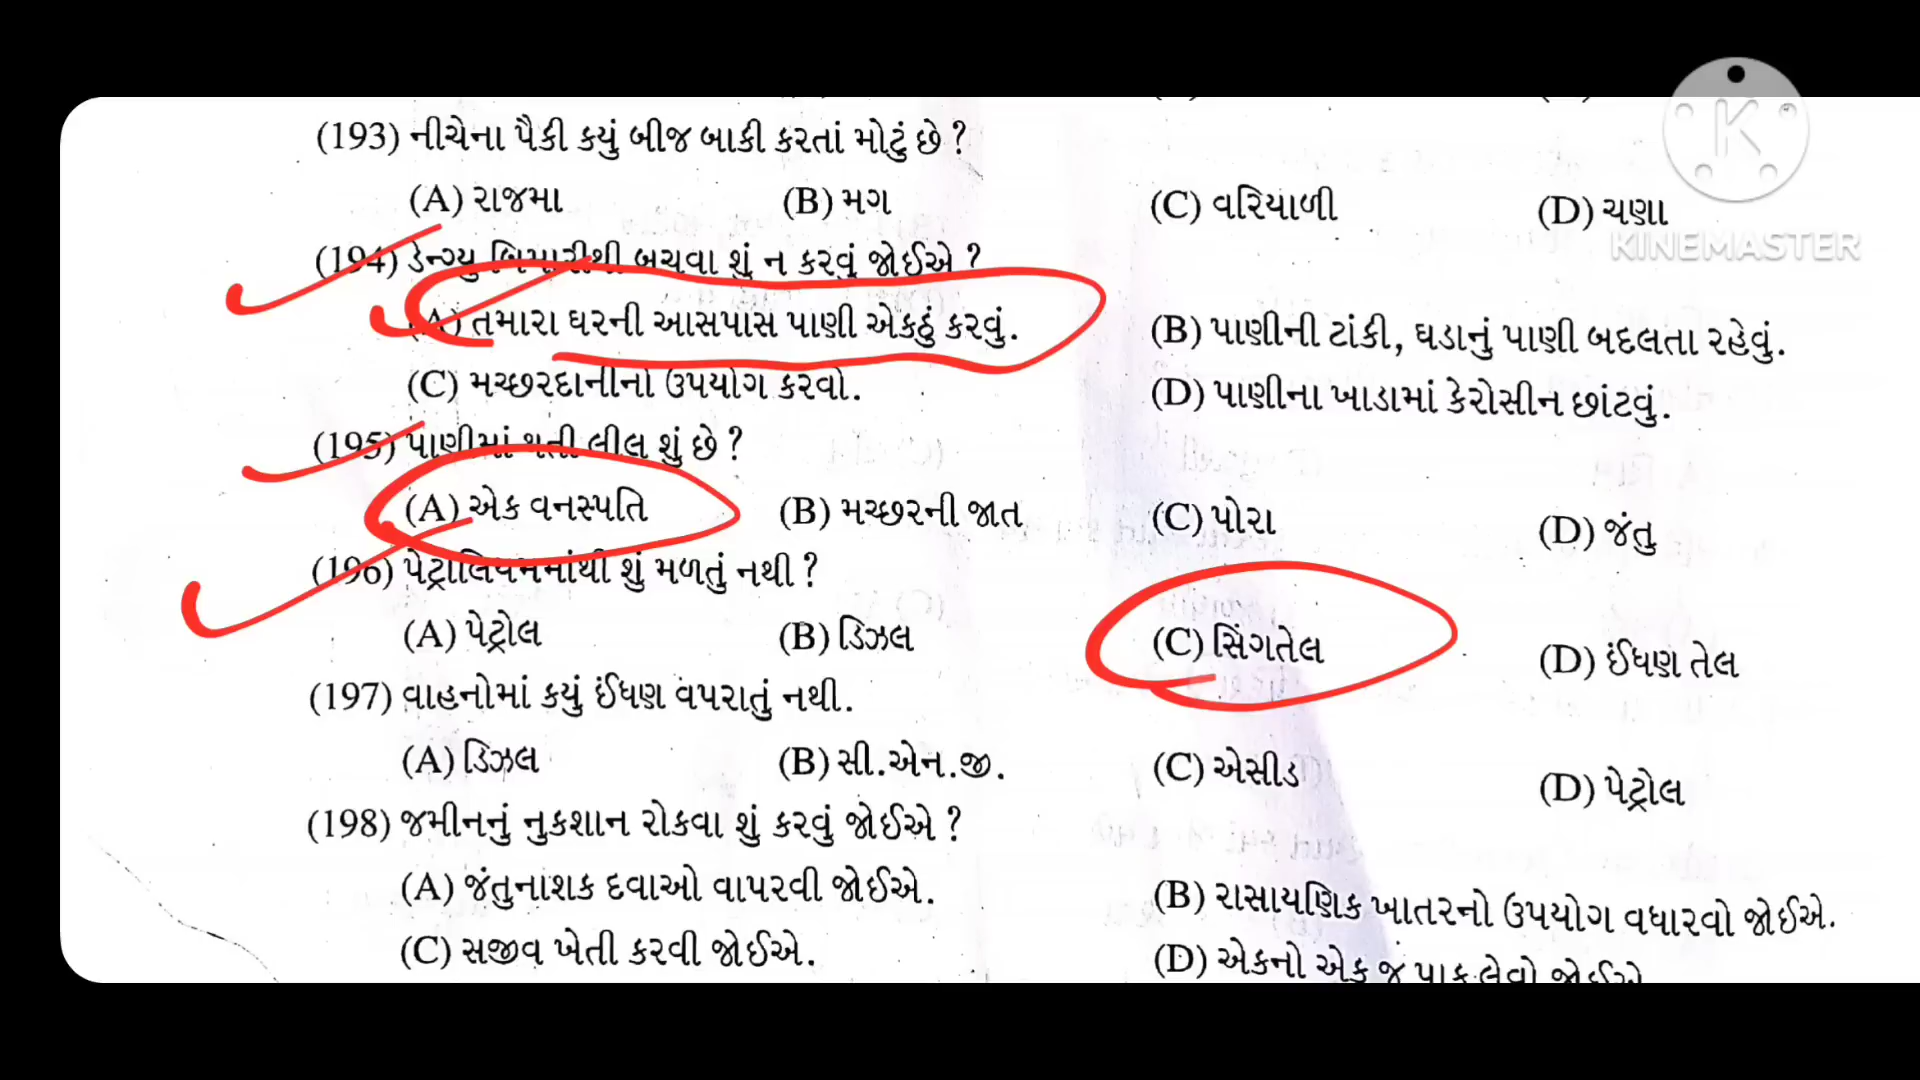 (193) નીચેના પૈકી કયું બીજ બાકી કરતાં મોટું છે ?
(A) રાજમા (B) મગ (C) વરિયાળી (D) ચણા
KINEMASTER
(194) ડેન્ગ્યુ બિમારીથી બચવા શું ન કરવું જોઈએ ?
(A) તમારા ઘરની આસપાસ પાણી એકઠું કરવું. (B) પાણીની ટાંકી, ઘડાનું પાણી બદલતા રહેવું.
(C) મચ્છરદાનીનો ઉપયોગ કરવો. (D) પાણીના ખાડામાં કેરોસીન છાંટવું.
(195) પાણીમાં થતી લીલ શું છે ?
(A) એક વનસ્પતિ (B) મચ્છરની જાત (C) પોરા (D) જંતુ
(196) પેટ્રોલિયમમાંથી શું મળતું નથી ?
(A) પેટ્રોલ (B) ડિઝલ (C) સિંગતેલ (D) ઈંધણ તેલ
(197) વાહનોમાં કયું ઈંધણ વપરાતું નથી.
(A) ડિઝલ (B) સી.એન.જી. (C) એસીડ (D) પેટ્રોલ
(198) જમીનનું નુકશાન રોકવા શું કરવું જોઈએ ?
(A) જંતુનાશક દવાઓ વાપરવી જોઈએ. (B) રાસાયણિક ખાતરનો ઉપયોગ વધારવો જોઈએ.
(C) સજીવ ખેતી કરવી જોઈએ. (D) એકનો એક જ પાક લેવો જોઈએ